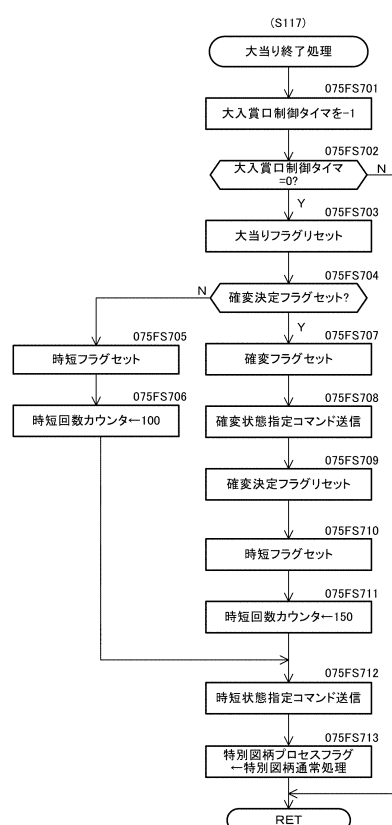 (S117)
大当り終了処理
075FS701
大入賞口制御タイマを-1
075FS702
大入賞口制御タイマ
=0?
N
Y
075FS703
大当りフラグリセット
075FS704
確変決定フラグセット?
N
Y
075FS705
時短フラグセット
075FS706
時短回数カウンタ←100
075FS707
確変フラグセット
075FS708
確変状態指定コマンド送信
075FS709
確変決定フラグリセット
075FS710
時短フラグセット
075FS711
時短回数カウンタ←150
075FS712
時短状態指定コマンド送信
075FS713
特別図柄プロセスフラグ
←特別図柄通常処理
RET